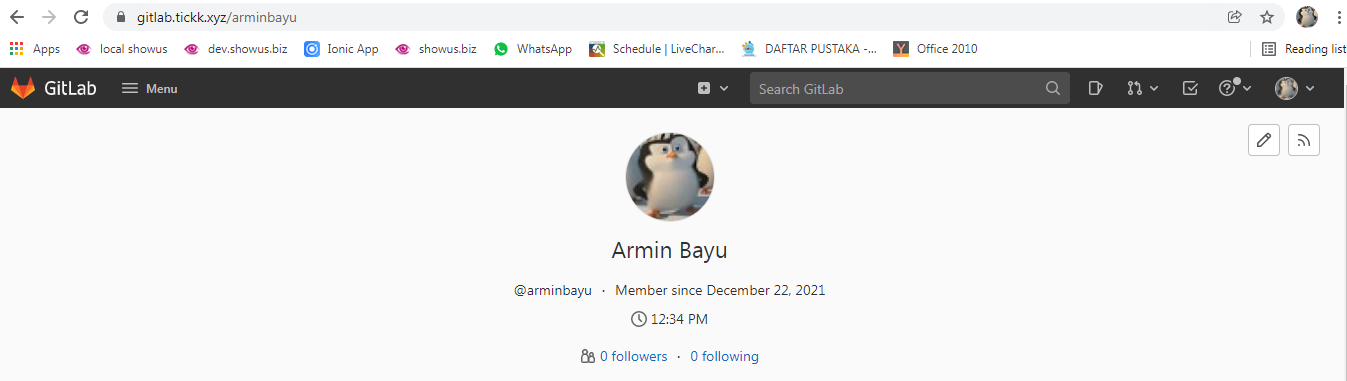 gitlab.tickk.xyz/arminbayu
Apps local showus dev.showus.biz Ionic App showus.biz WhatsApp Schedule | LiveChar... DAFTAR PUSTAKA -... Office 2010 Reading list
GitLab Menu Search GitLab
Armin Bayu
@arminbayu · Member since December 22, 2021
12:34 PM
0 followers · 0 following